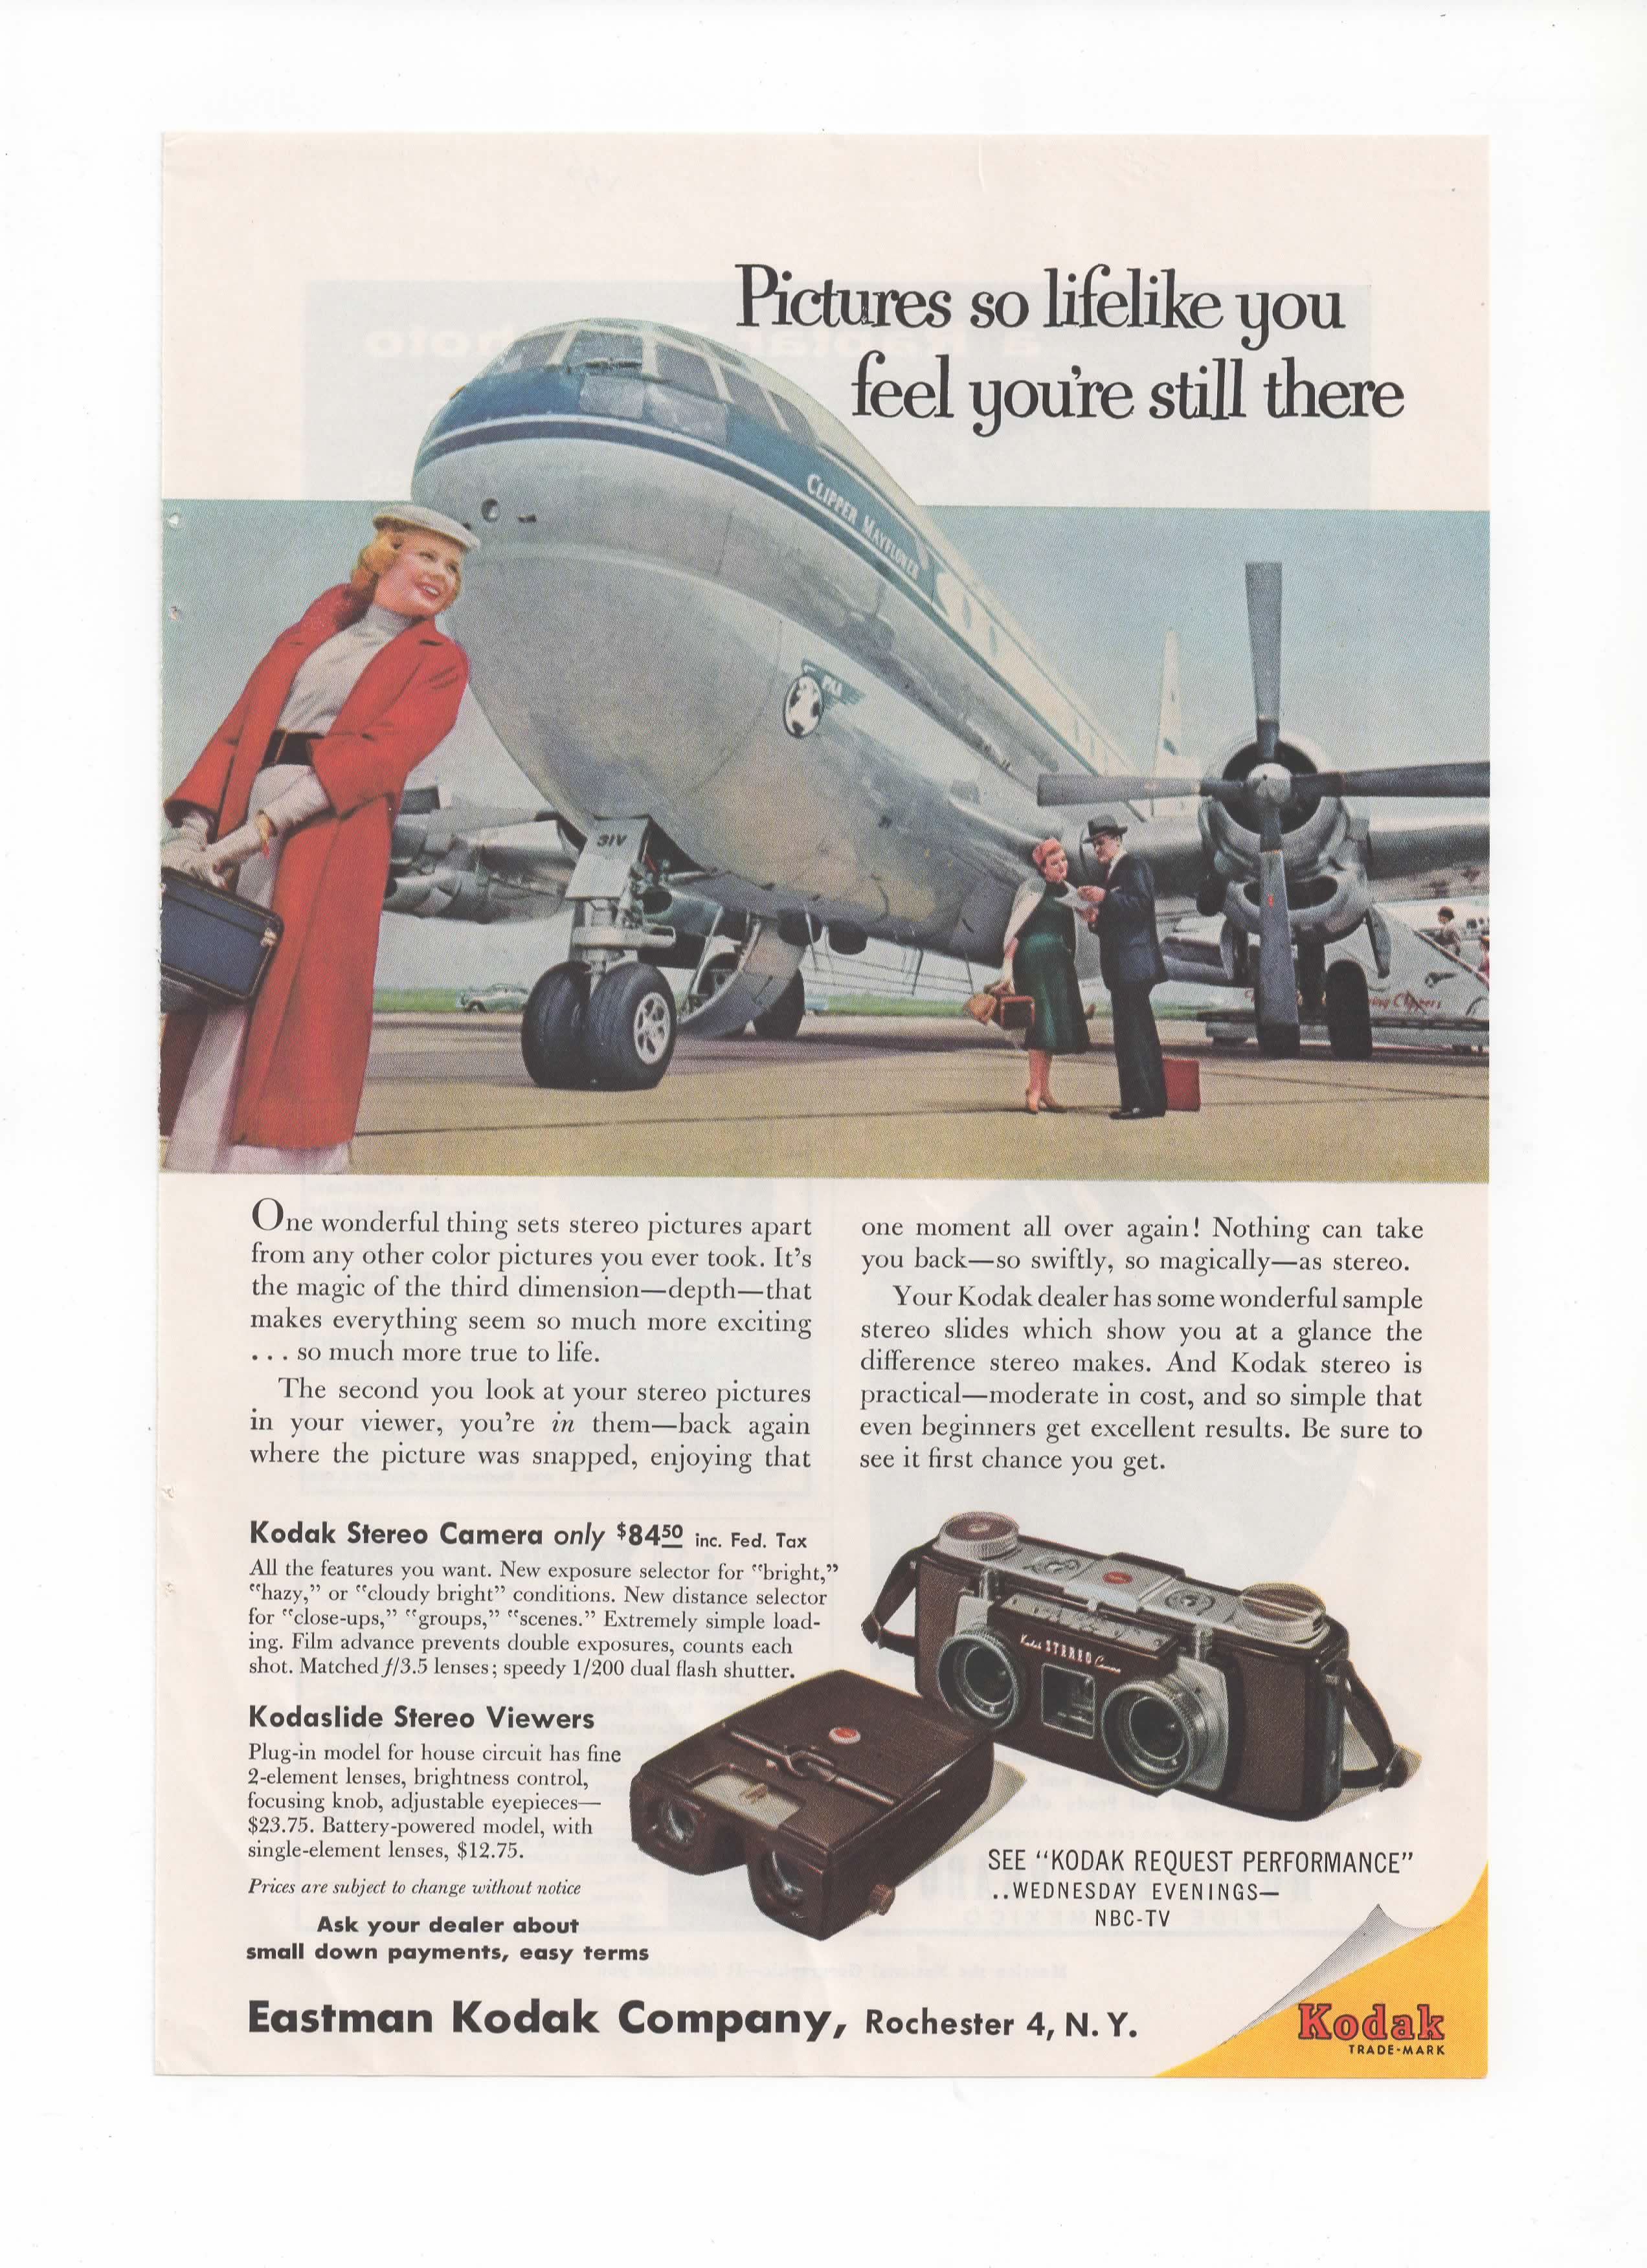 Pictures so lifelike you
feel you're still there
CLIPPER MAYFLOWER
PAA
31V
One wonderful thing sets stereo pictures apart
from any other color pictures you ever took. It's
the magic of the third dimension—depth—that
makes everything seem so much more exciting
. . . so much more true to life.
The second you look at your stereo pictures
in your viewer, you're in them—back again
where the picture was snapped, enjoying that
one moment all over again! Nothing can take
you back—so swiftly, so magically—as stereo.
Your Kodak dealer has some wonderful sample
stereo slides which show you at a glance the
difference stereo makes. And Kodak stereo is
practical—moderate in cost, and so simple that
even beginners get excellent results. Be sure to
see it first chance you get.
Kodak Stereo Camera only $8450 inc. Fed. Tax
All the features you want. New exposure selector for "bright,"
"hazy," or "cloudy bright" conditions. New distance selector
for "close-ups," "groups," "scenes." Extremely simple load-
ing. Film advance prevents double exposures, counts each
shot. Matched f/3.5 lenses; speedy 1/200 dual flash shutter.
Kodak STEREO Camera
Kodaslide Stereo Viewers
Plug-in model for house circuit has fine
2-element lenses, brightness control,
focusing knob, adjustable eyepieces—
$23.75. Battery-powered model, with
single-element lenses, $12.75.
Prices are subject to change without notice
Ask your dealer about
small down payments, easy terms
SEE "KODAK REQUEST PERFORMANCE"
..WEDNESDAY EVENINGS—
NBC-TV
Eastman Kodak Company, Rochester 4, N. Y.
Kodak
TRADE-MARK